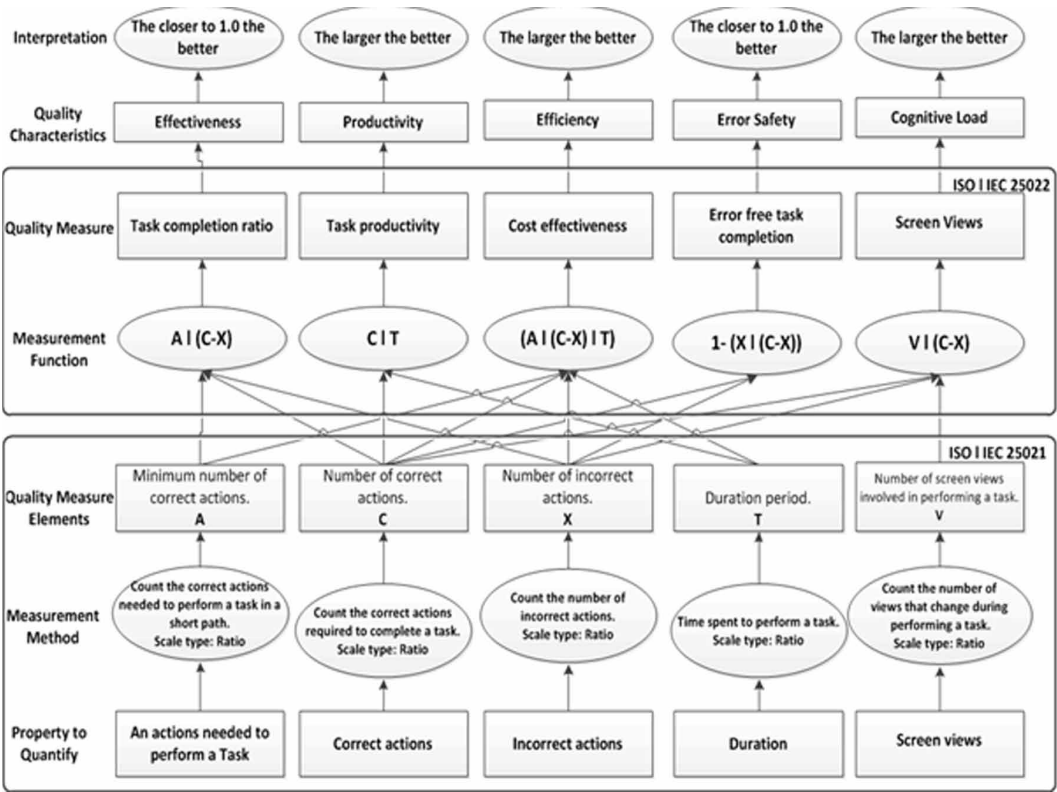 Interpretation
The closer to 1.0 the
better
The larger the better
The larger the better
The closer to 1.0 the
better
The larger the better
Quality
Characteristics
Effectiveness
Productivity
Efficiency
Error Safety
Cognitive Load
ISO | IEC 25022
Quality Measure
Task completion ratio
Task productivity
Cost effectiveness
Error free task
completion
Screen Views
Measurement
Function
A | (C-X)
C | T
(A | (C-X) | T)
1- (X | (C-X))
V | (C-X)
ISO | IEC 25021
Quality Measure
Elements
Minimum number of
correct actions.
A
Number of correct
actions.
C
Number of incorrect
actions.
X
Duration period.
T
Number of screen views
involved in performing a task.
V
Measurement
Method
Count the correct actions
needed to perform a task in a
short path.
Scale type: Ratio
Count the correct actions
required to complete a task.
Scale type: Ratio
Count the number of
incorrect actions.
Scale type: Ratio
Time spent to perform a task.
Scale type: Ratio
Count the number of
views that change during
performing a task.
Scale type: Ratio
Property to
Quantify
An actions needed to
perform a Task
Correct actions
Incorrect actions
Duration
Screen views